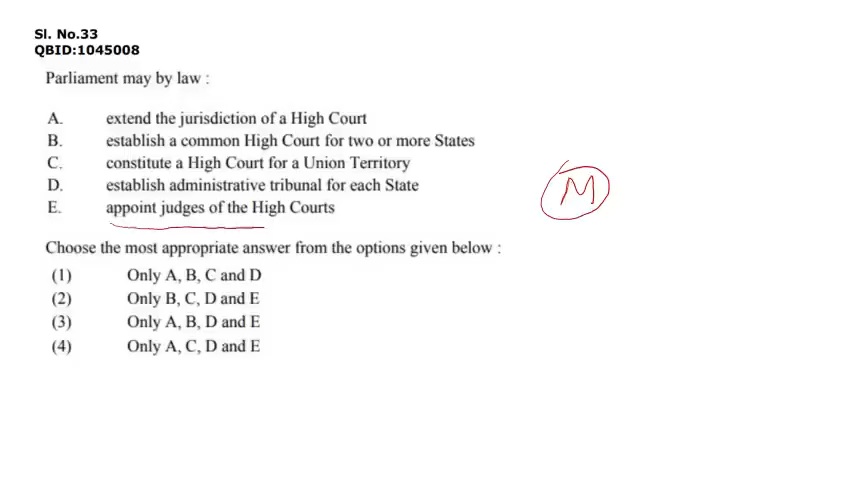 Sl. No.33
QBID:1045008
Parliament may by law :
A. extend the jurisdiction of a High Court
B. establish a common High Court for two or more States
C. constitute a High Court for a Union Territory
D. establish administrative tribunal for each State
E. appoint judges of the High Courts
M
Choose the most appropriate answer from the options given below :
(1) Only A, B, C and D
(2) Only B, C, D and E
(3) Only A, B, D and E
(4) Only A, C, D and E